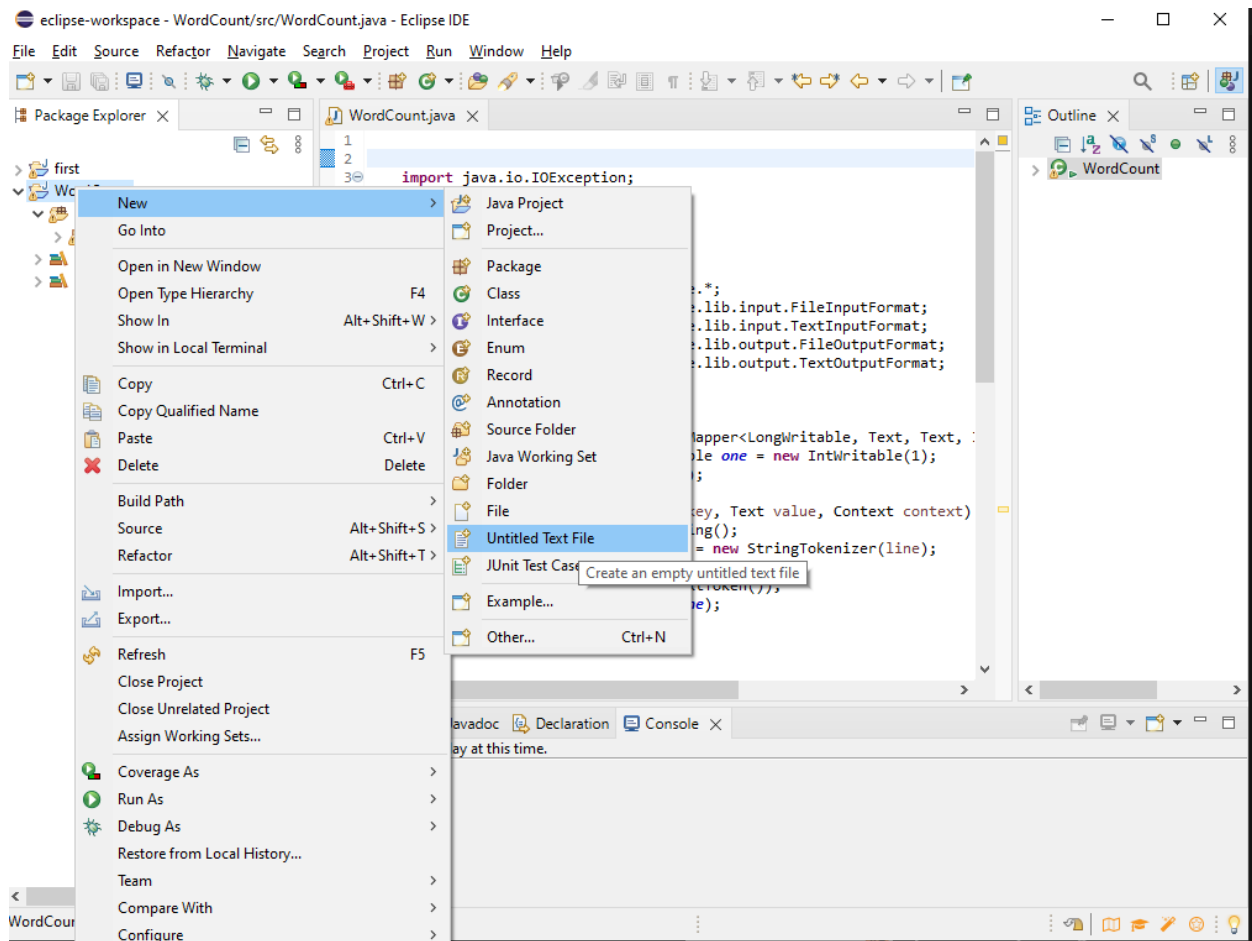 eclipse-workspace - WordCount/src/WordCount.java - Eclipse IDE
File Edit Source Refactor Navigate Search Project Run Window Help
Package Explorer
WordCount.java
Outline
1
2
3 import java.io.IOException;
first
WordCount
New
Go Into
Open in New Window
Open Type Hierarchy F4
Show In Alt+Shift+W >
Show in Local Terminal >
Copy Ctrl+C
Copy Qualified Name
Paste Ctrl+V
Delete Delete
Build Path >
Source Alt+Shift+S >
Refactor Alt+Shift+T >
Import...
Export...
Refresh F5
Close Project
Close Unrelated Project
Assign Working Sets...
Coverage As >
Run As >
Debug As >
Restore from Local History...
Team >
Compare With >
Configure >
Java Project
Project...
Package
Class
Interface
Enum
Record
Annotation
Source Folder
Java Working Set
Folder
File
Untitled Text File
JUnit Test Case
Create an empty untitled text file
Example...
Other... Ctrl+N
.*;
.lib.input.FileInputFormat;
.lib.input.TextInputFormat;
.lib.output.FileOutputFormat;
.lib.output.TextOutputFormat;
Mapper<LongWritable, Text, Text,
one = new IntWritable(1);
);
key, Text value, Context context)
ng();
= new StringTokenizer(line);
);
Javadoc Declaration Console
ay at this time.
WordCour